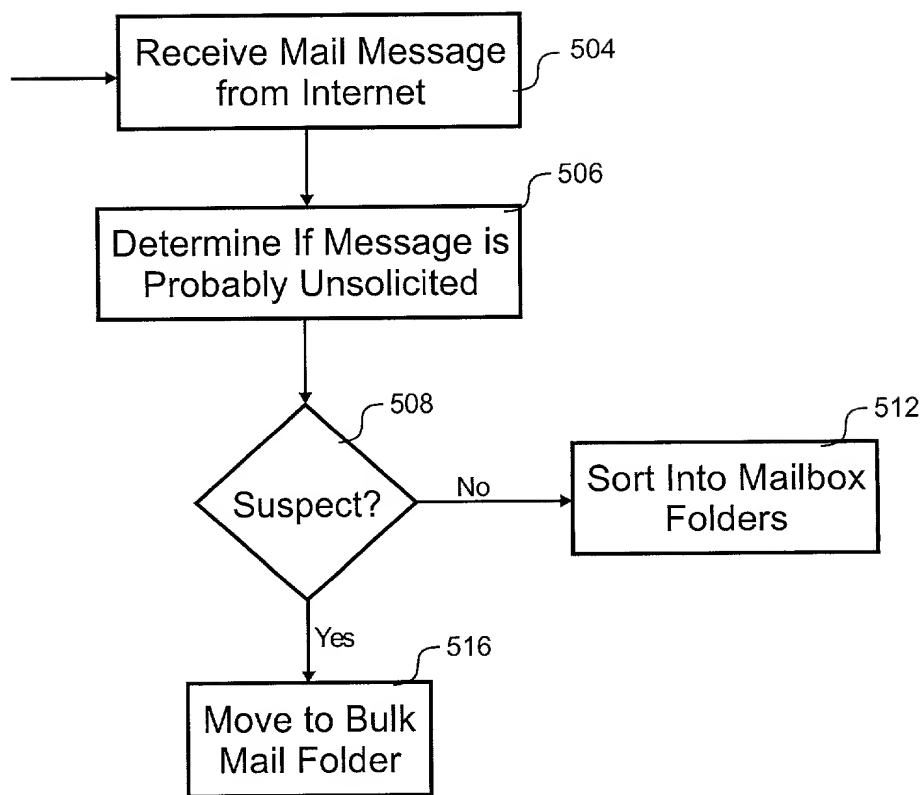 Receive Mail Message
from Internet
504
506
Determine If Message is
Probably Unsolicited
508
Suspect?
No
512
Sort Into Mailbox
Folders
Yes
516
Move to Bulk
Mail Folder